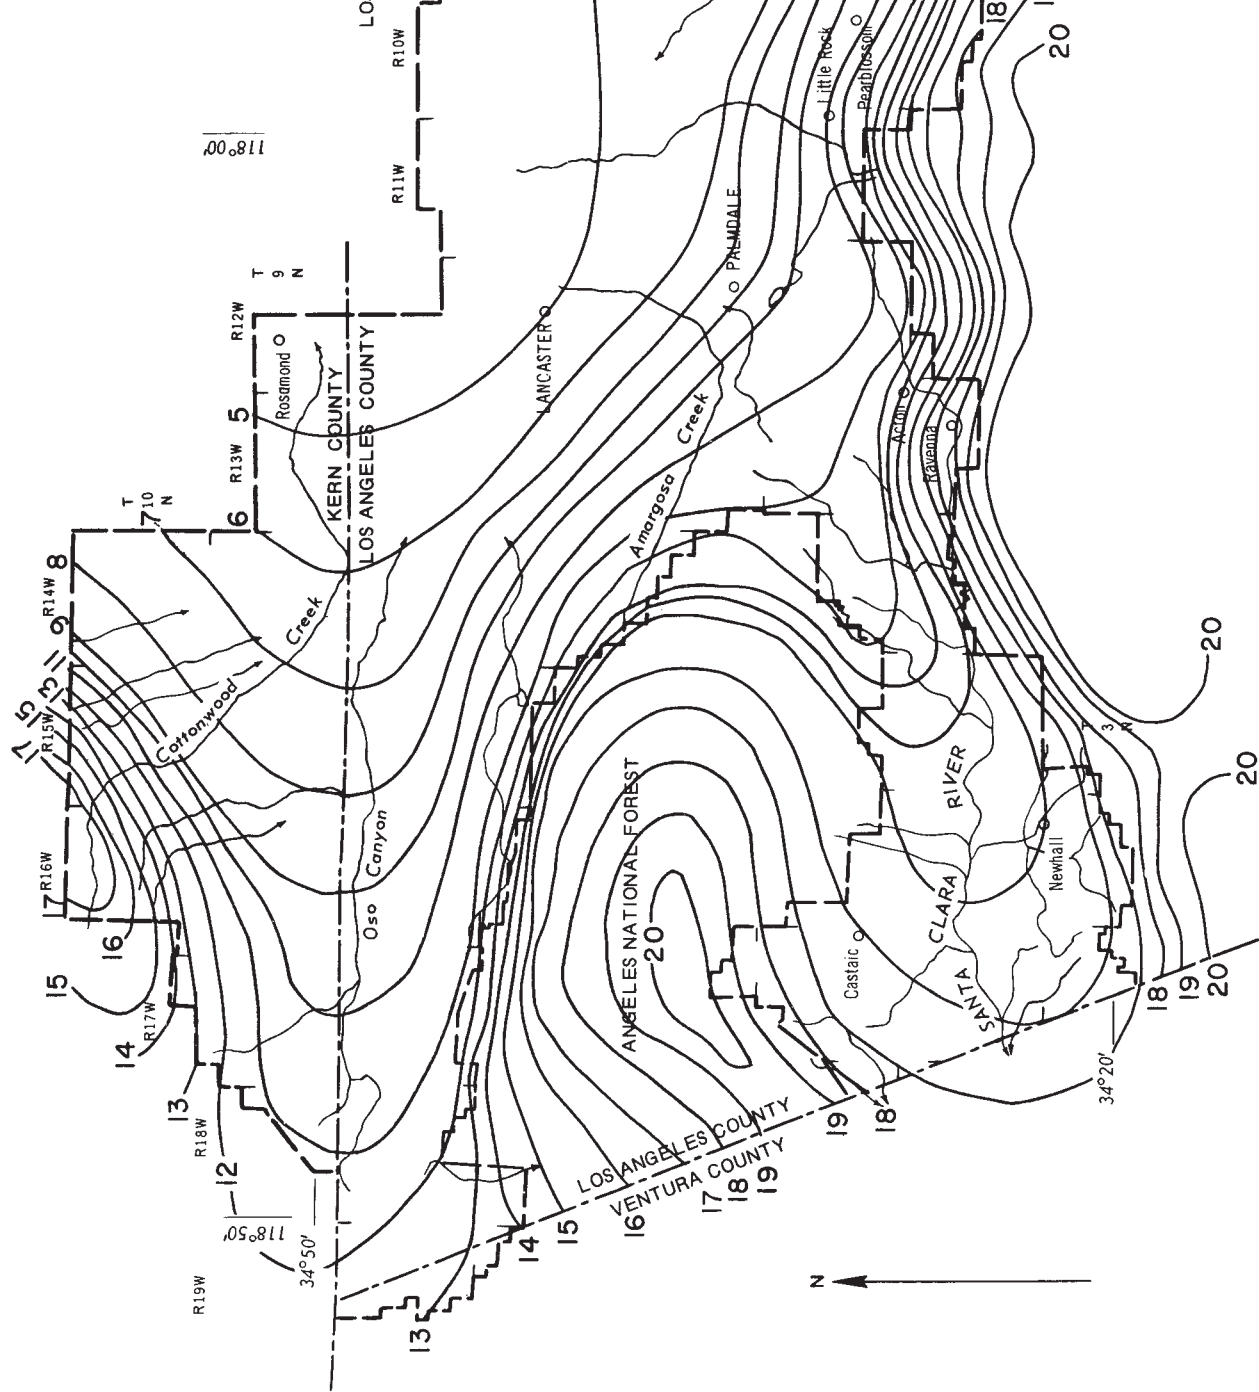 LO
R10W
118°00'
R11W
T
9
N
R12W
Rosamond
5
R13W
KERN COUNTY
LOS ANGELES COUNTY
6
T
10
N
7
8
R14W
9
11
13
15
R15W
17
Cottonwood Creek
R16W
17
16
15
R17W
14
13
R18W
12
118°50'
34°50'
R19W
13
Oso Canyon
LANCASTER
PALMDALE
Little Rock
Pearblossom
18
20
Amargosa Creek
Acton
Ravenna
ANGELES NATIONAL FOREST
20
Castaic
SANTA CLARA RIVER
Newhall
T
3
N
20
20
18
19
20
34°20'
LOS ANGELES COUNTY
VENTURA COUNTY
14
15
16
17
18
19
19
18
N